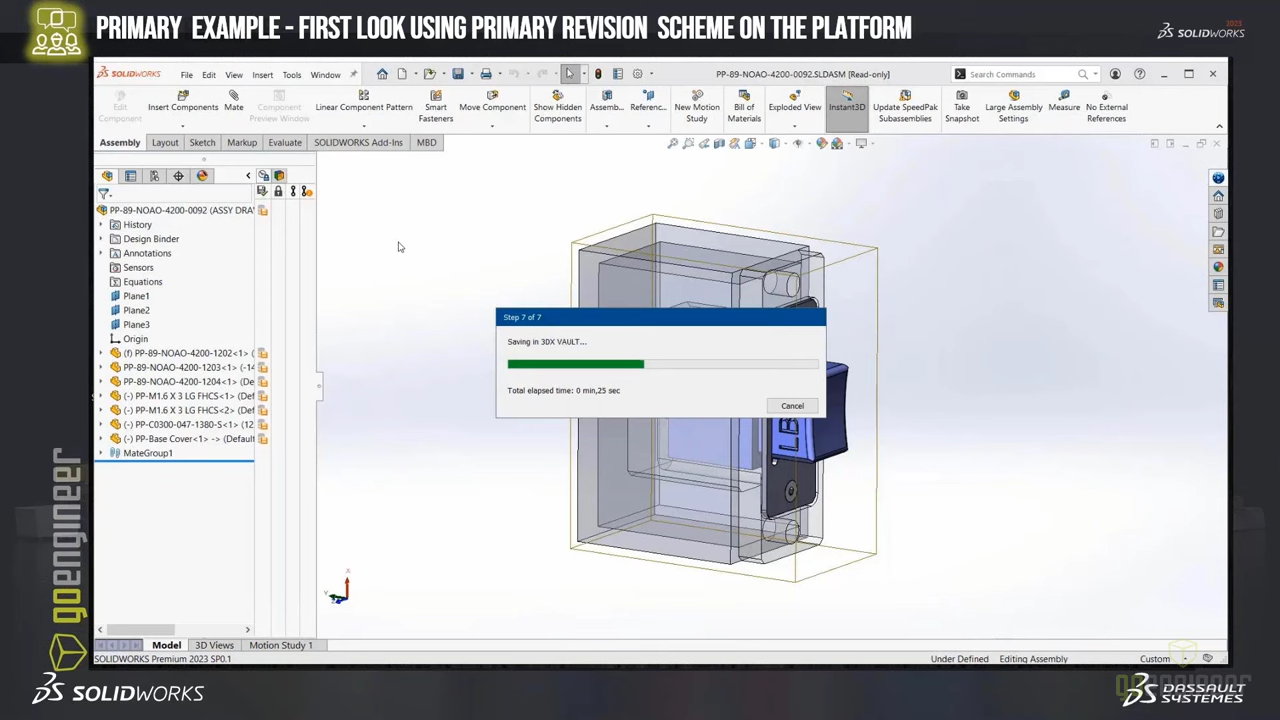 PRIMARY EXAMPLE - FIRST LOOK USING PRIMARY REVISION SCHEME ON THE PLATFORM
2023
SOLIDWORKS
SOLIDWORKS File Edit View Insert Tools Window PP-89-NOAO-4200-0092.SLDASM [Read-only] Search Commands
Edit Component
Insert Components
Mate
Component Preview Window
Linear Component Pattern
Smart Fasteners
Move Component
Show Hidden Components
Assemb...
Referenc...
New Motion Study
Bill of Materials
Exploded View
Instant3D
Update SpeedPak Subassemblies
Take Snapshot
Large Assembly Settings
Measure
No External References
Assembly Layout Sketch Markup Evaluate SOLIDWORKS Add-Ins MBD
PP-89-NOAO-4200-0092 (ASSY DRA
History
Design Binder
Annotations
Sensors
Equations
Plane1
Plane2
Plane3
Origin
(f) PP-89-NOAO-4200-1202<1> (
PP-89-NOAO-4200-1203<1> (-14
PP-89-NOAO-4200-1204<1> (De
(-) PP-M1.6 X 3 LG FHCS<1> (De
(-) PP-M1.6 X 3 LG FHCS<2> (De
(-) PP-C0300-047-1380-S<1> (12
(-) PP-Base Cover<1> -> (Default
MateGroup1
Step 7 of 7
Saving in 3DX VAULT...
Total elapsed time: 0 min,25 sec
Cancel
Model 3D Views Motion Study 1
SOLIDWORKS Premium 2023 SP0.1 Under Defined Editing Assembly Custom
goengineer
SOLIDWORKS
DASSAULT
SYSTEMES